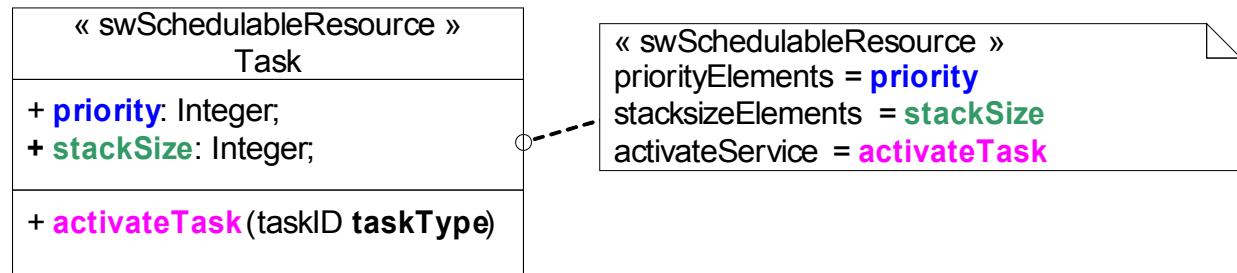 « swSchedulableResource »
Task
+ priority: Integer;
+ stackSize: Integer;
+ activateTask(taskID taskType)
« swSchedulableResource »
priorityElements = priority
stacksizeElements = stackSize
activateService = activateTask